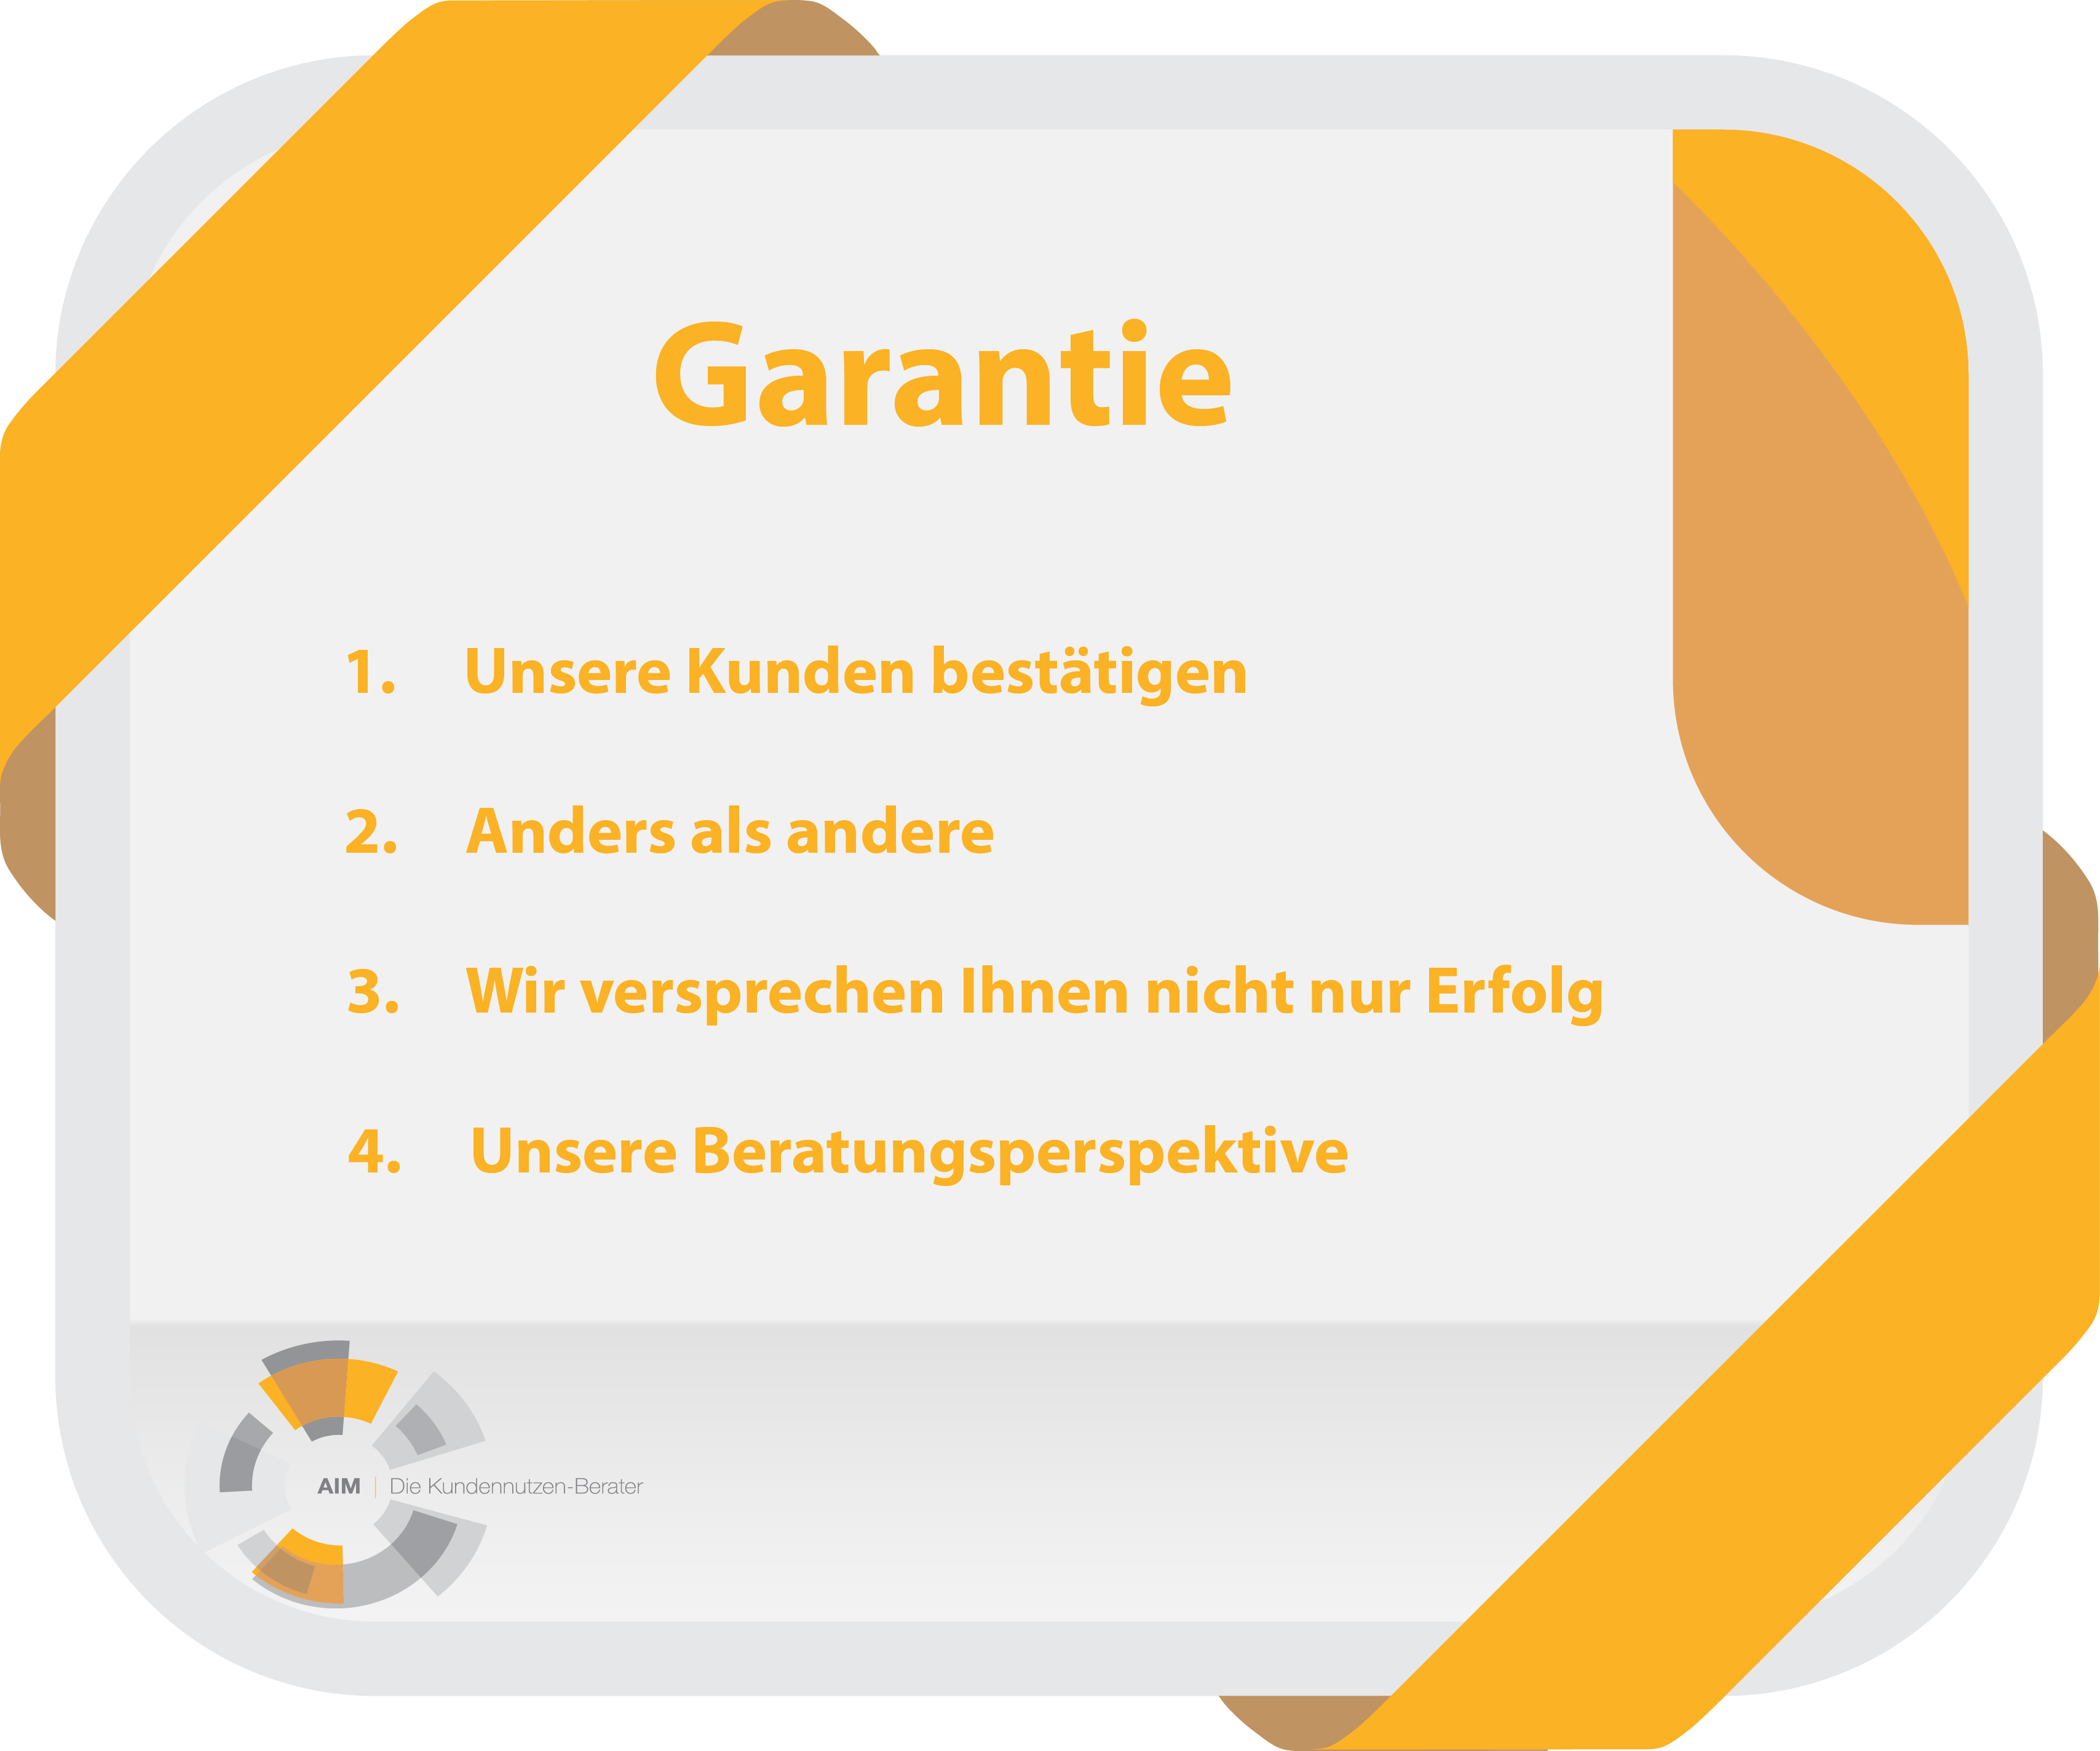 Garantie
1. Unsere Kunden bestätigen
2. Anders als andere
3. Wir versprechen Ihnen nicht nur Erfolg
4. Unsere Beratungsperspektive
AIM | Die Kundennutzen-Berater